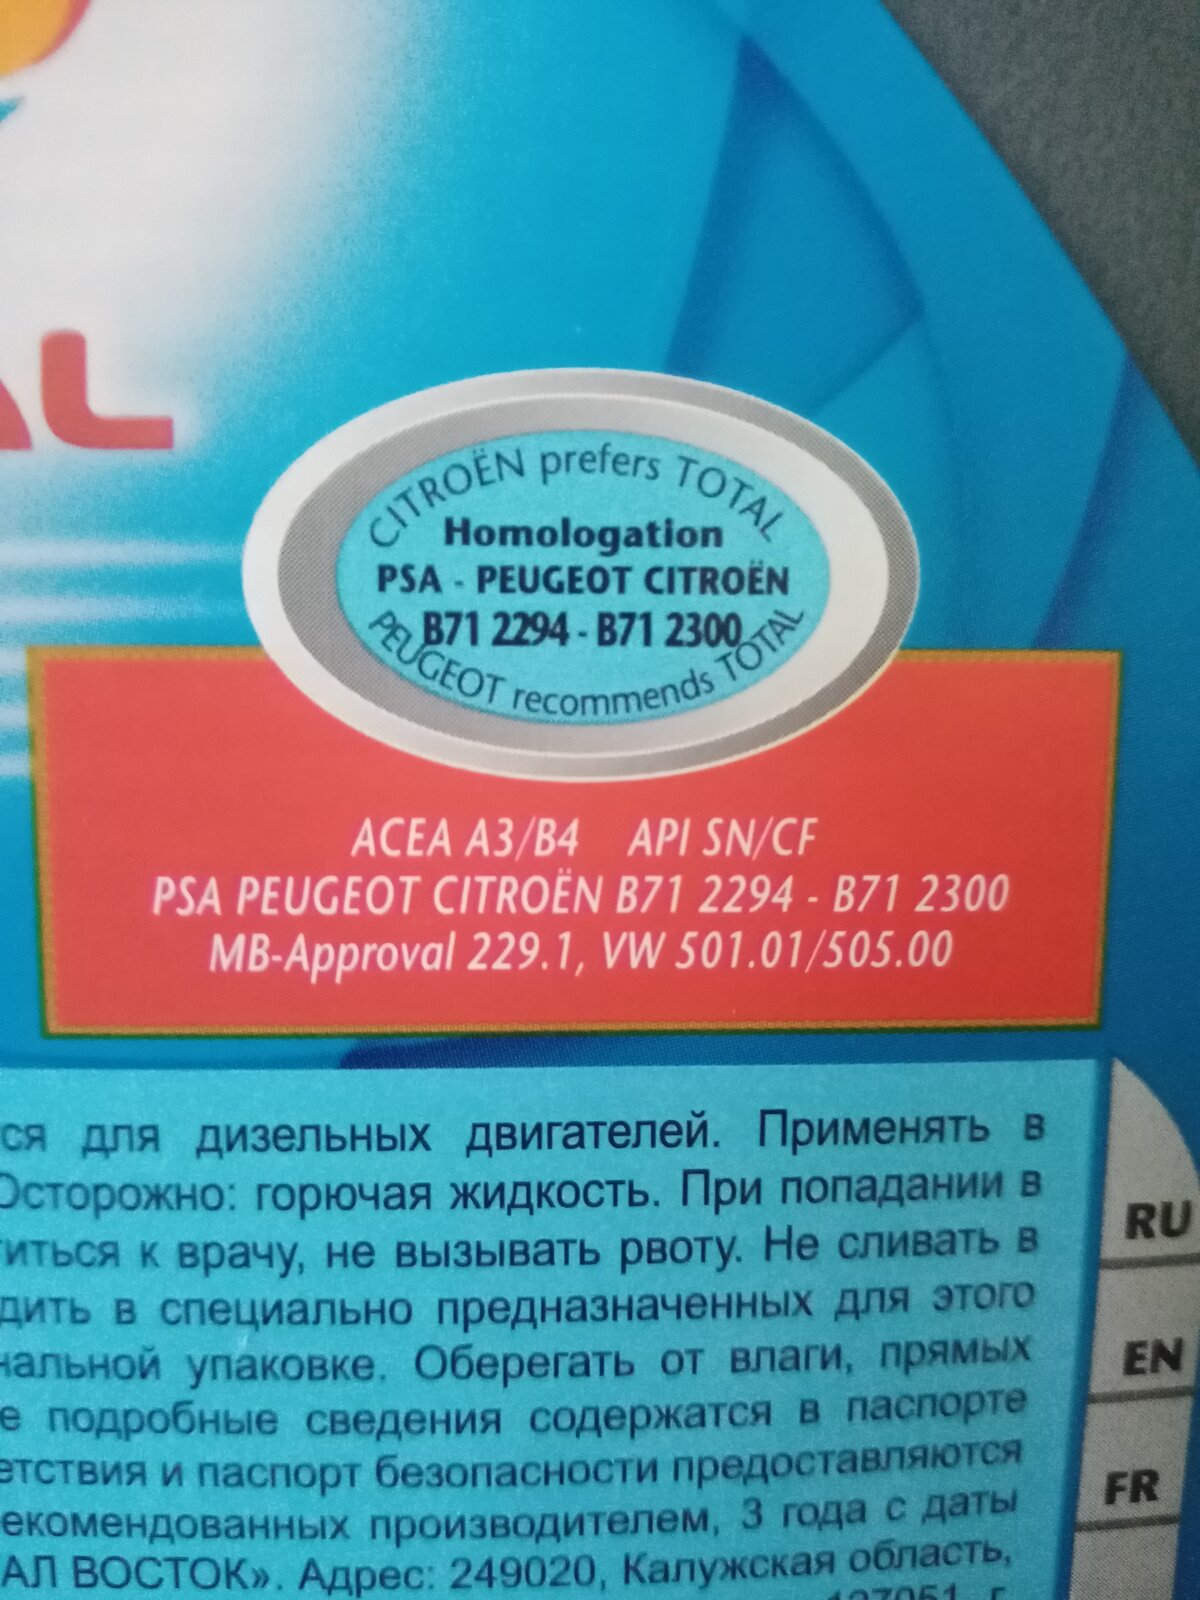 AL
CITROËN prefers TOTAL
Homologation
PSA - PEUGEOT CITROËN
B71 2294 - B71 2300
PEUGEOT recommends TOTAL
ACEA A3/B4 API SN/CF
PSA PEUGEOT CITROËN B71 2294 - B71 2300
MB-Approval 229.1, VW 501.01/505.00
ся для дизельных двигателей. Применять в
Осторожно: горючая жидкость. При попадании в
титься к врачу, не вызывать рвоту. Не сливать в
дить в специально предназначенных для этого
нальной упаковке. Оберегать от влаги, прямых
е подробные сведения содержатся в паспорте
етствия и паспорт безопасности предоставляются
екомендованных производителем, 3 года с даты
АЛ ВОСТОК». Адрес: 249020, Калужская область,
RU
EN
FR